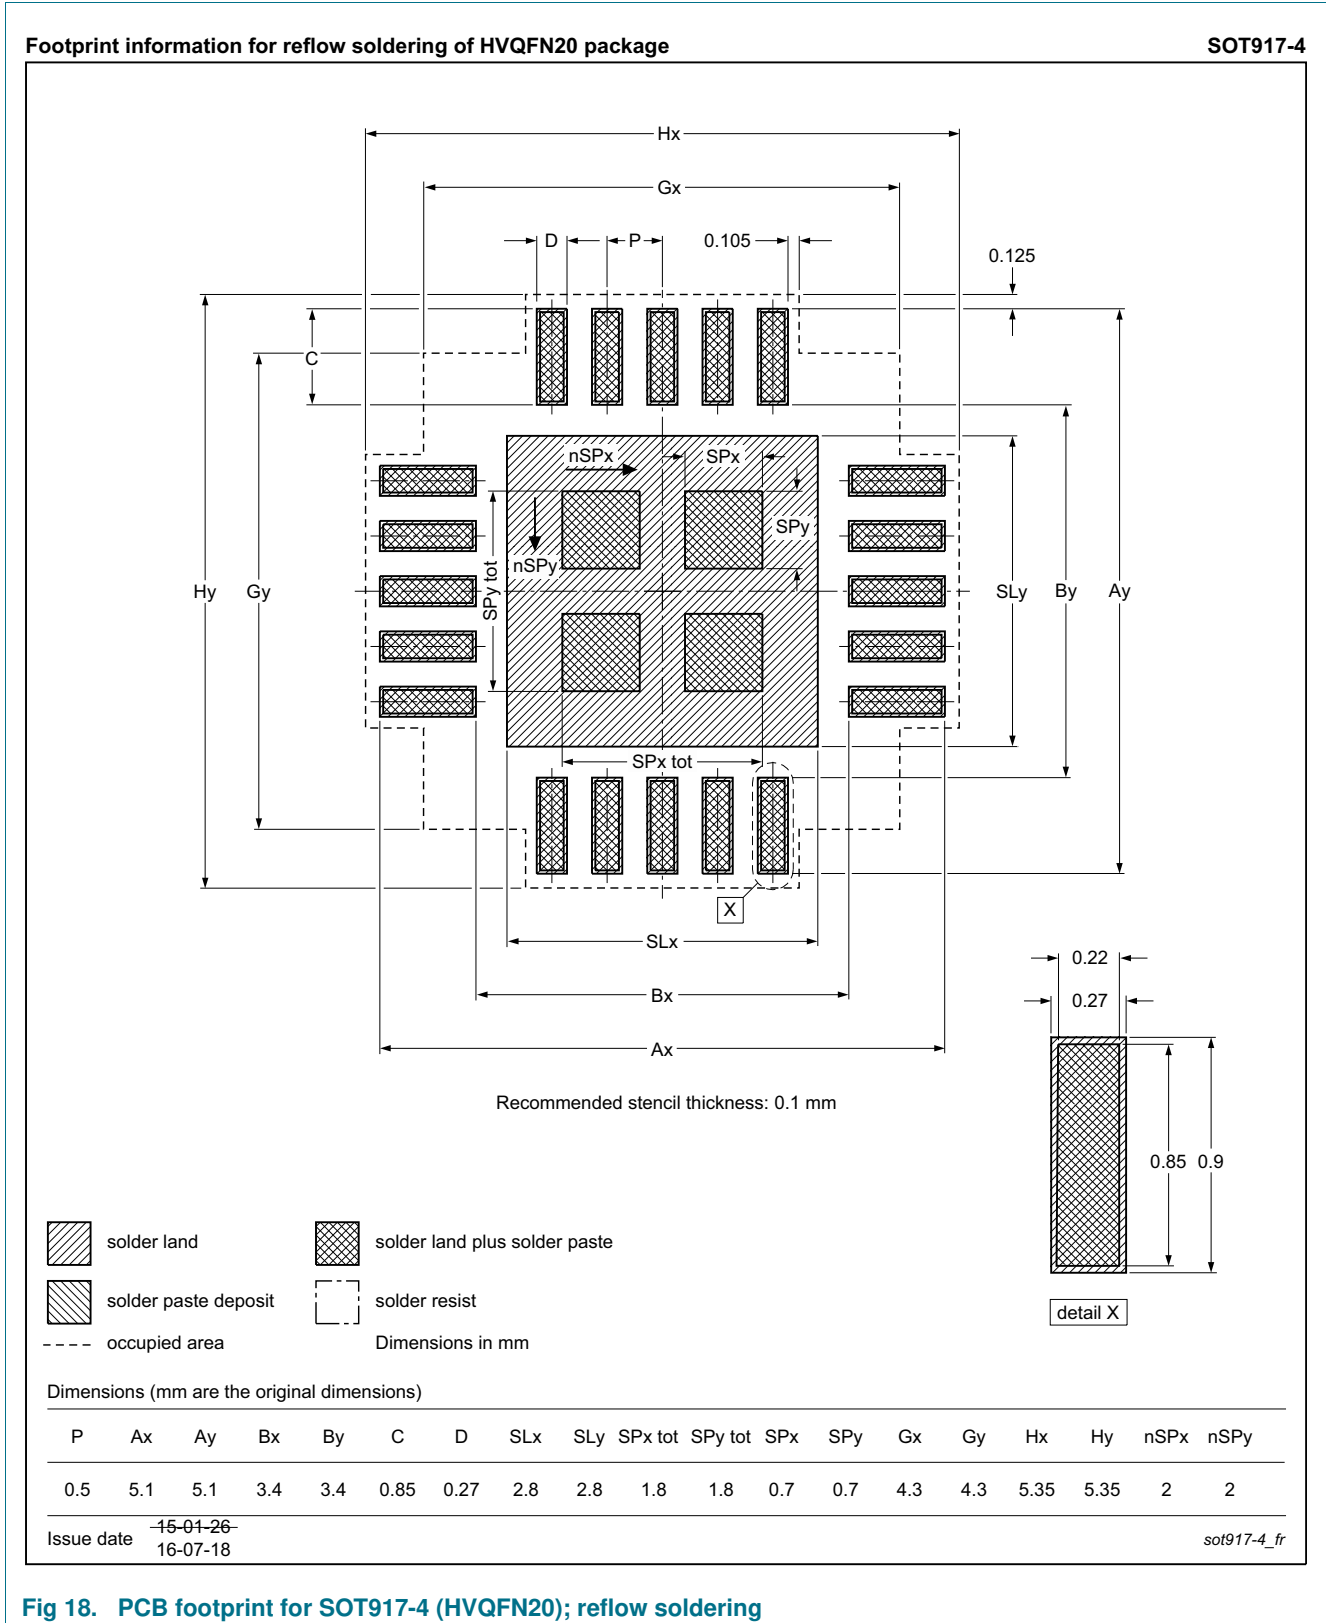 Footprint information for reflow soldering of HVQFN20 package SOT917-4
Hx
Gx
D P 0.105
0.125
C
nSPx SPx
SPy
nSPy
SPy tot
Hy Gy SLy By Ay
SPx tot
X
SLx
Bx
Ax
0.22
0.27
0.85 0.9
detail X
Recommended stencil thickness: 0.1 mm
solder land solder land plus solder paste
solder paste deposit solder resist
occupied area Dimensions in mm
Dimensions (mm are the original dimensions)
P Ax Ay Bx By C D SLx SLy SPx tot SPy tot SPx SPy Gx Gy Hx Hy nSPx nSPy
0.5 5.1 5.1 3.4 3.4 0.85 0.27 2.8 2.8 1.8 1.8 0.7 0.7 4.3 4.3 5.35 5.35 2 2
Issue date 15-01-26
16-07-18
sot917-4_fr
Fig 18. PCB footprint for SOT917-4 (HVQFN20); reflow soldering